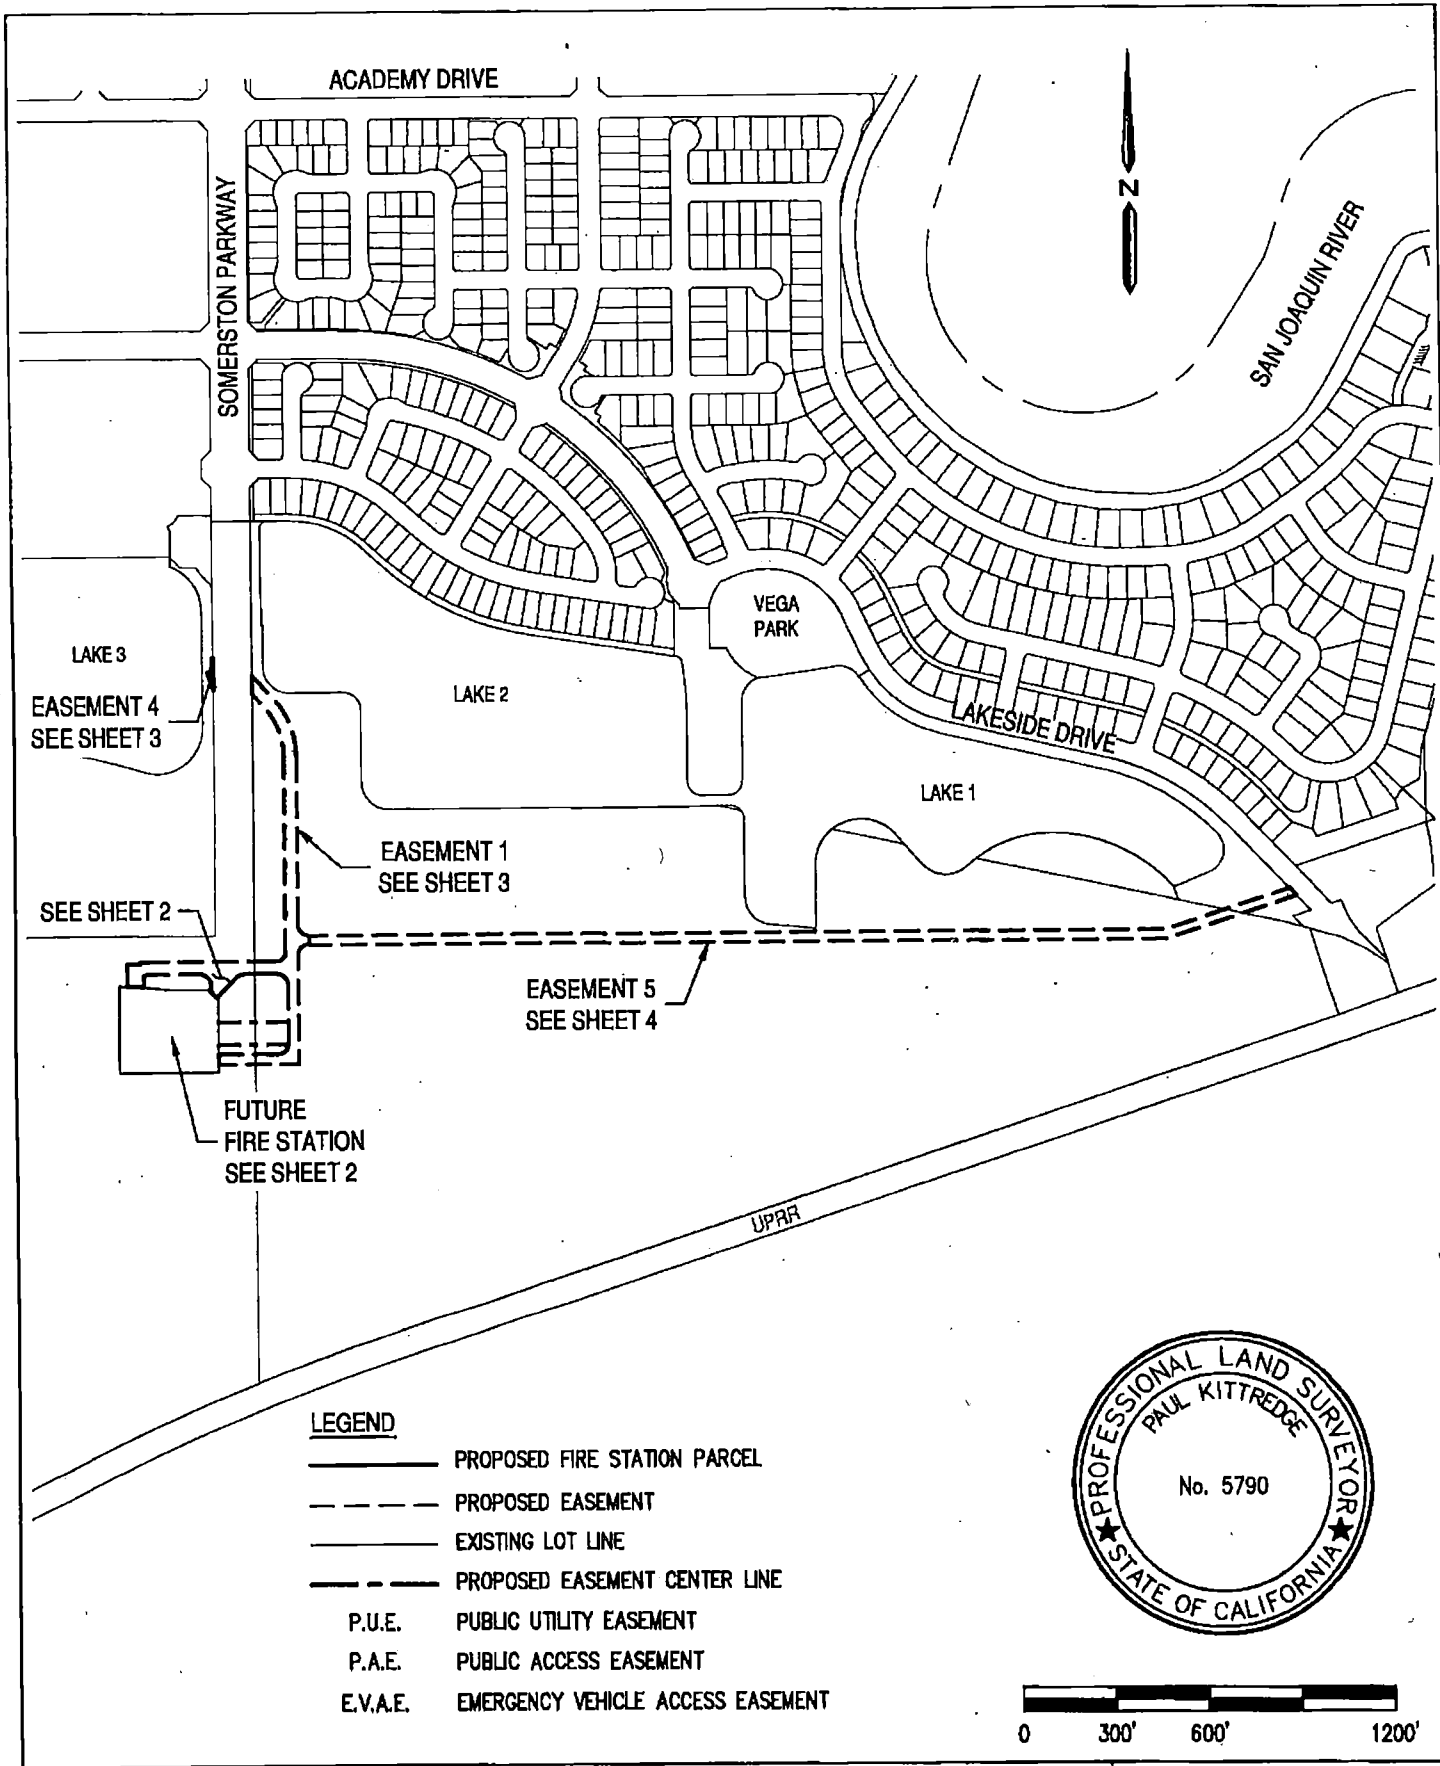 ACADEMY DRIVE
SOMERSTON PARKWAY
N
SAN JOAQUIN RIVER
VEGA
PARK
LAKE 3
EASEMENT 4
SEE SHEET 3
LAKE 2
LAKESIDE DRIVE
LAKE 1
EASEMENT 1
SEE SHEET 3
SEE SHEET 2
EASEMENT 5
SEE SHEET 4
FUTURE
FIRE STATION
SEE SHEET 2
UPRR
LEGEND
PROPOSED FIRE STATION PARCEL
PROPOSED EASEMENT
EXISTING LOT LINE
PROPOSED EASEMENT CENTER LINE
P.U.E. PUBLIC UTILITY EASEMENT
P.A.E. PUBLIC ACCESS EASEMENT
E.V.A.E. EMERGENCY VEHICLE ACCESS EASEMENT
PROFESSIONAL LAND SURVEYOR
PAUL KITTREDGE
No. 5790
STATE OF CALIFORNIA
0 300' 600' 1200'